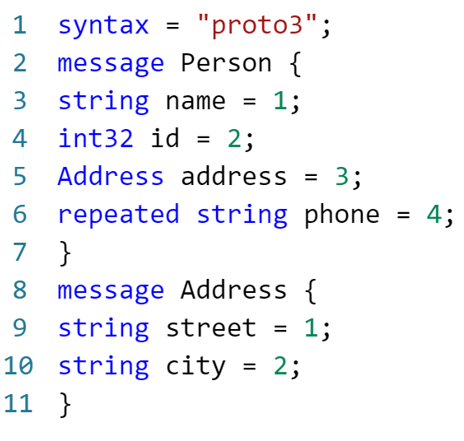 1 syntax = "proto3";
2 message Person {
3 string name = 1;
4 int32 id = 2;
5 Address address = 3;
6 repeated string phone = 4;
7 }
8 message Address {
9 string street = 1;
10 string city = 2;
11 }